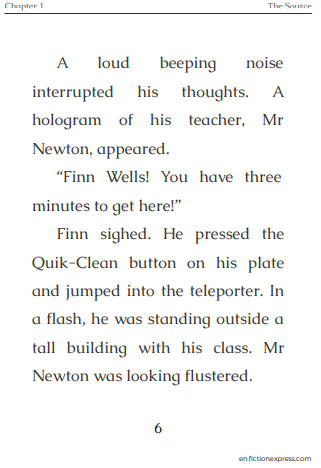 Chapter 1 The Source
A loud beeping noise
interrupted his thoughts. A
hologram of his teacher, Mr
Newton, appeared.
“Finn Wells! You have three
minutes to get here!”
Finn sighed. He pressed the
Quik-Clean button on his plate
and jumped into the teleporter. In
a flash, he was standing outside a
tall building with his class. Mr
Newton was looking flustered.
6
en.fictionexpress.com